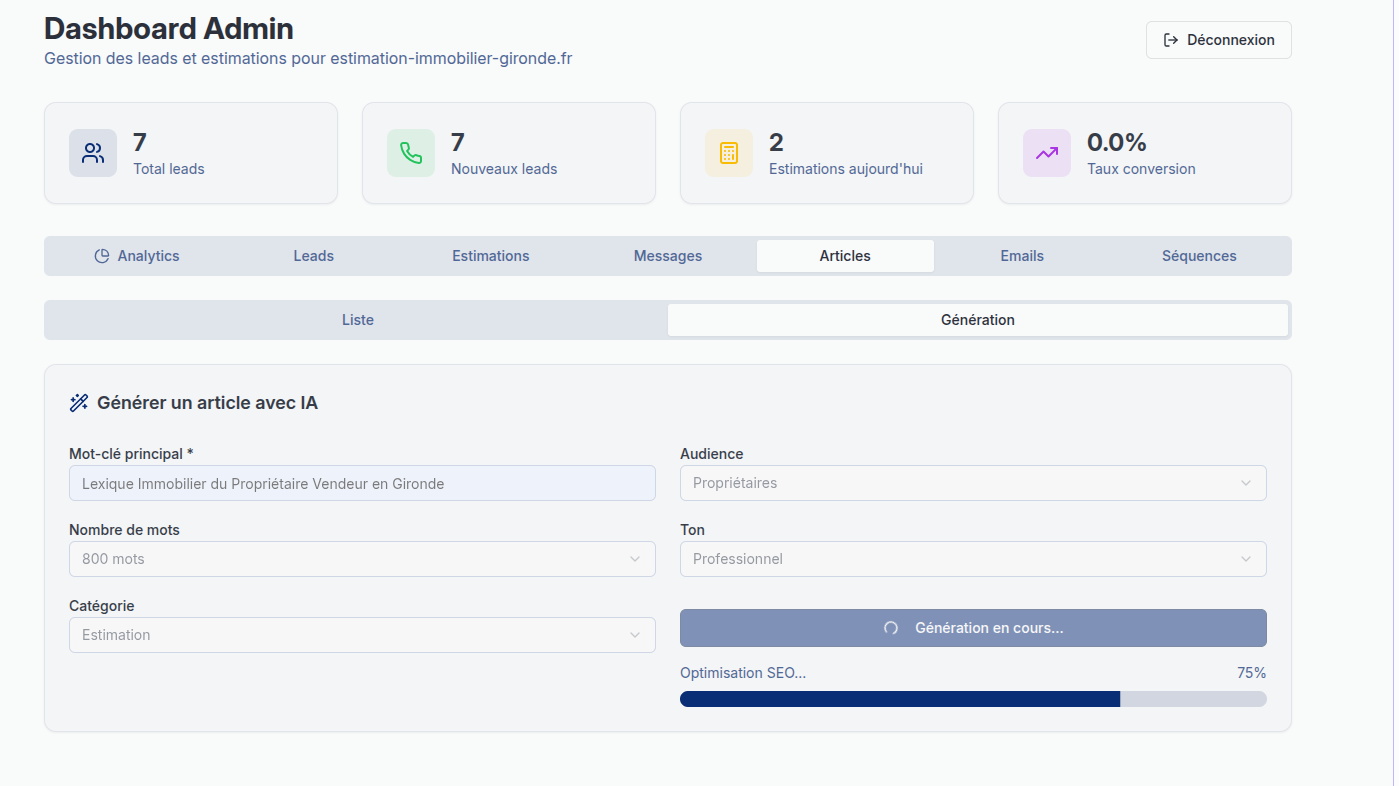 Dashboard Admin
Gestion des leads et estimations pour estimation-immobilier-gironde.fr
Déconnexion
7
Total leads
7
Nouveaux leads
2
Estimations aujourd'hui
0.0%
Taux conversion
Analytics
Leads
Estimations
Messages
Articles
Emails
Séquences
Liste
Génération
Générer un article avec IA
Mot-clé principal *
Lexique Immobilier du Propriétaire Vendeur en Gironde
Audience
Propriétaires
Nombre de mots
800 mots
Ton
Professionnel
Catégorie
Estimation
Génération en cours...
Optimisation SEO...
75%